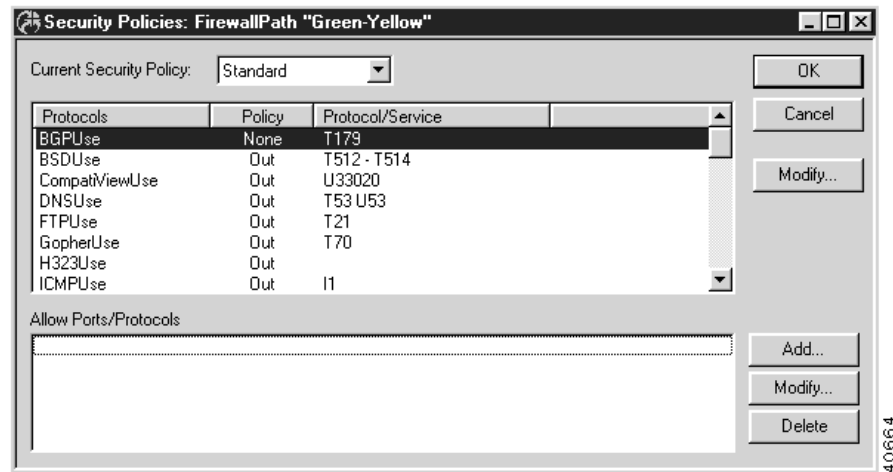 Security Policies: FirewallPath "Green-Yellow"
Current Security Policy: Standard
OK
Cancel
Modify...
Protocols Policy Protocol/Service
BGPUse None T179
BSDUse Out T512 - T514
CompatiViewUse Out U33020
DNSUse Out T53 U53
FTPUse Out T21
GopherUse Out T70
H323Use Out
ICMPUse Out I1
Allow Ports/Protocols
Add...
Modify...
Delete
40664